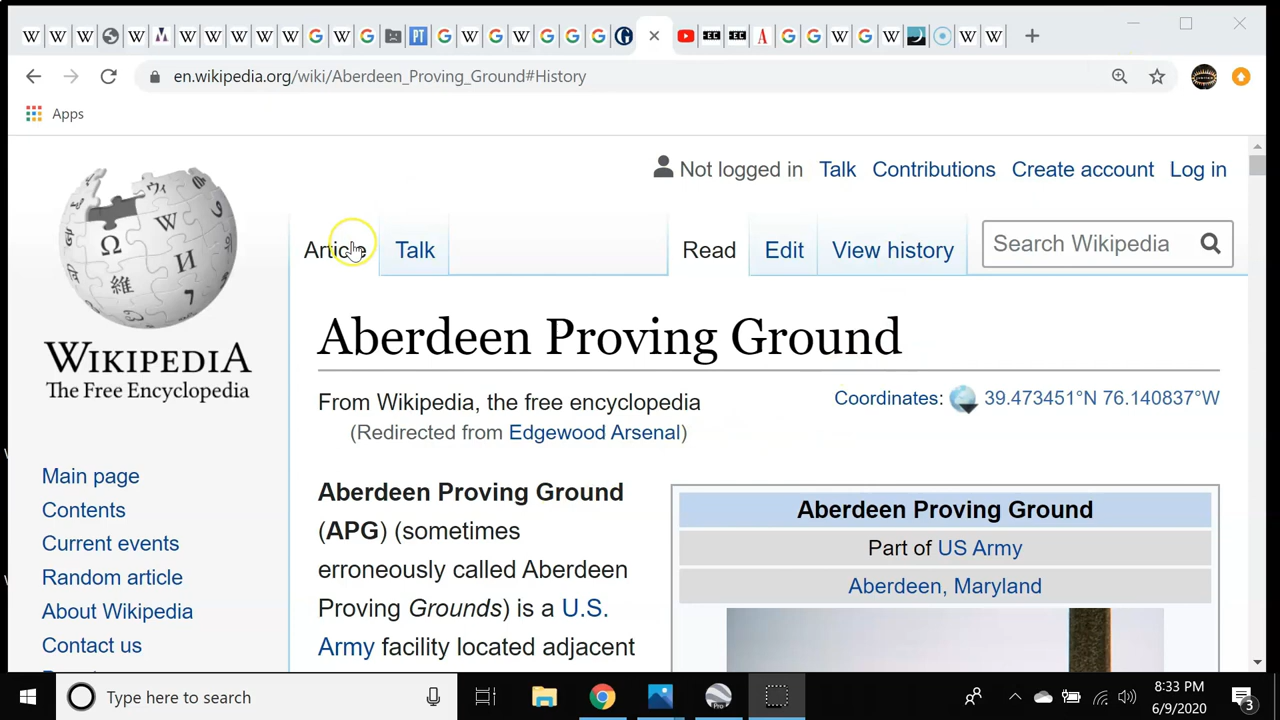 en.wikipedia.org/wiki/Aberdeen_Proving_Ground#History
Apps
Not logged in Talk Contributions Create account Log in
Article Talk Read Edit View history Search Wikipedia
WIKIPEDIA
The Free Encyclopedia
Aberdeen Proving Ground
From Wikipedia, the free encyclopedia
Coordinates: 39.473451°N 76.140837°W
(Redirected from Edgewood Arsenal)
Main page
Contents
Current events
Random article
About Wikipedia
Contact us
Aberdeen Proving Ground
(APG) (sometimes
erroneously called Aberdeen
Proving Grounds) is a U.S.
Army facility located adjacent
Aberdeen Proving Ground
Part of US Army
Aberdeen, Maryland
Type here to search
8:33 PM
6/9/2020
3